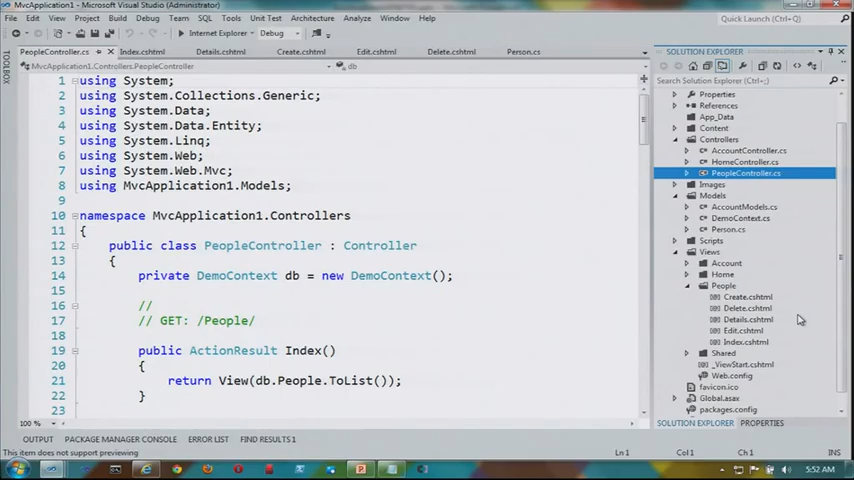 MvcApplication1 - Microsoft Visual Studio (Administrator)
File Edit View Project Build Debug Team SQL Tools Unit Test Architecture Analyze Window Help
Quick Launch (Ctrl+Q)
Internet Explorer Debug
PeopleController.cs Index.cshtml Details.cshtml Create.cshtml Edit.cshtml Delete.cshtml Person.cs
MvcApplication1.Controllers.PeopleController db
TOOLBOX
1 using System;
2 using System.Collections.Generic;
3 using System.Data;
4 using System.Data.Entity;
5 using System.Linq;
6 using System.Web;
7 using System.Web.Mvc;
8 using MvcApplication1.Models;
9
10 namespace MvcApplication1.Controllers
11 {
12 public class PeopleController : Controller
13 {
14 private DemoContext db = new DemoContext();
15
16 //
17 // GET: /People/
18
19 public ActionResult Index()
20 {
21 return View(db.People.ToList());
22 }
23
100 %
SOLUTION EXPLORER
Search Solution Explorer (Ctrl+;)
Properties
References
App_Data
Content
Controllers
AccountController.cs
HomeController.cs
PeopleController.cs
Images
Models
AccountModels.cs
DemoContext.cs
Person.cs
Scripts
Views
Account
Home
People
Create.cshtml
Delete.cshtml
Details.cshtml
Edit.cshtml
Index.cshtml
Shared
_ViewStart.cshtml
Web.config
favicon.ico
Global.asax
packages.config
SOLUTION EXPLORER PROPERTIES
OUTPUT PACKAGE MANAGER CONSOLE ERROR LIST FIND RESULTS 1
This item does not support previewing Ln 1 Col 1 Ch 1 INS
5:52 AM